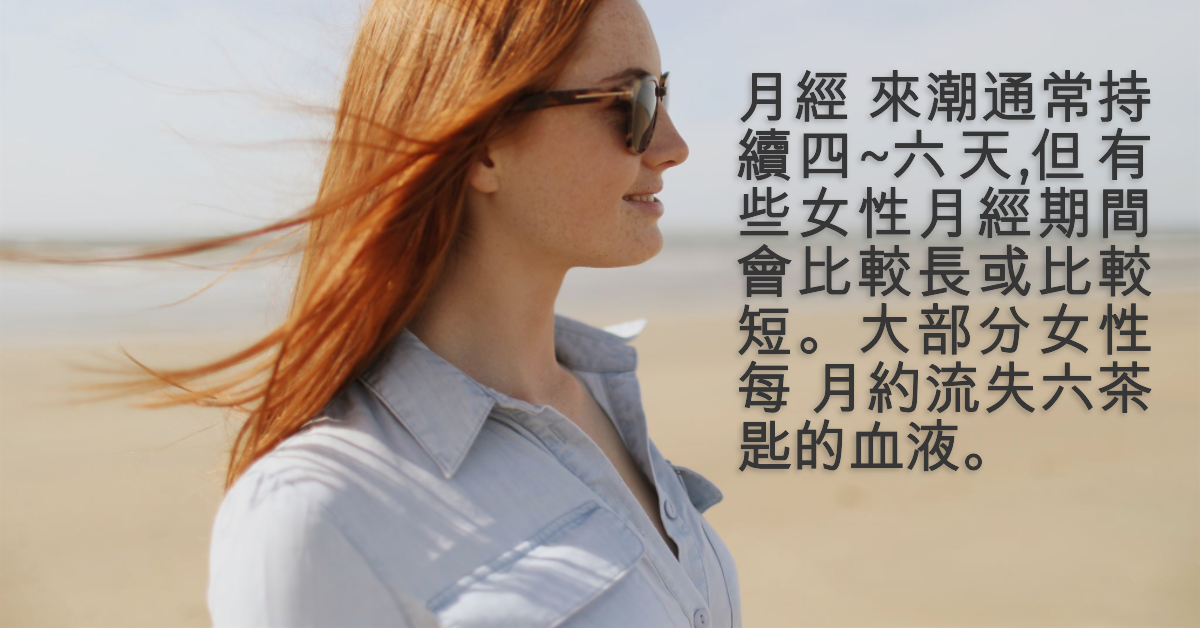 月經 來潮通常持
續四~六天,但有
些女性月經期間
會比較長或比較
短。大部分女性
每 月約流失六茶
匙的血液。